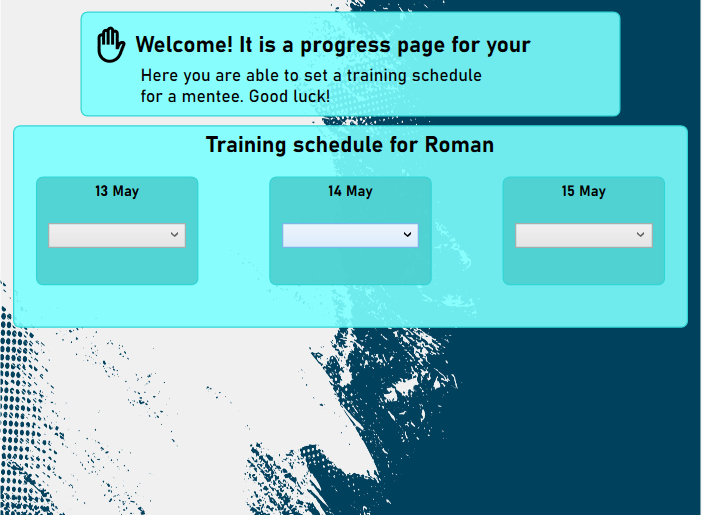 Welcome! It is a progress page for your
Here you are able to set a training schedule
for a mentee. Good luck!
Training schedule for Roman
13 May
14 May
15 May